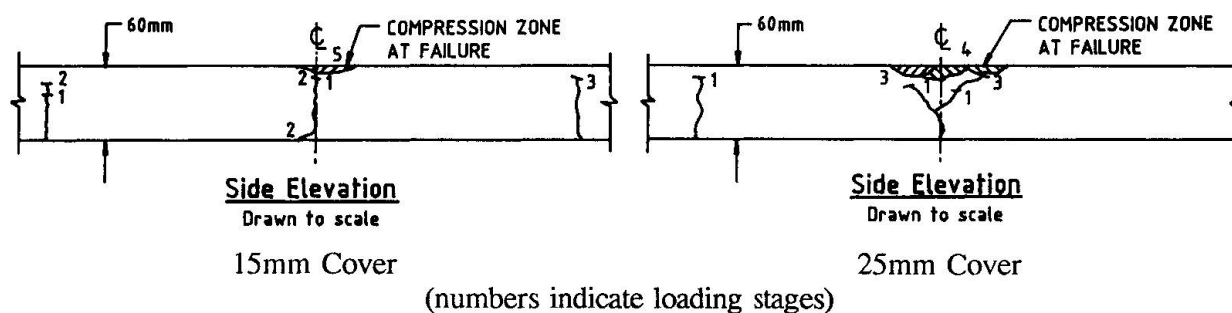 60mm
℄
5
COMPRESSION ZONE
AT FAILURE
2
1
2
1
3
2
Side Elevation
Drawn to scale
15mm Cover
60mm
℄
4
COMPRESSION ZONE
AT FAILURE
1
3
1
1
3
Side Elevation
Drawn to scale
25mm Cover
(numbers indicate loading stages)